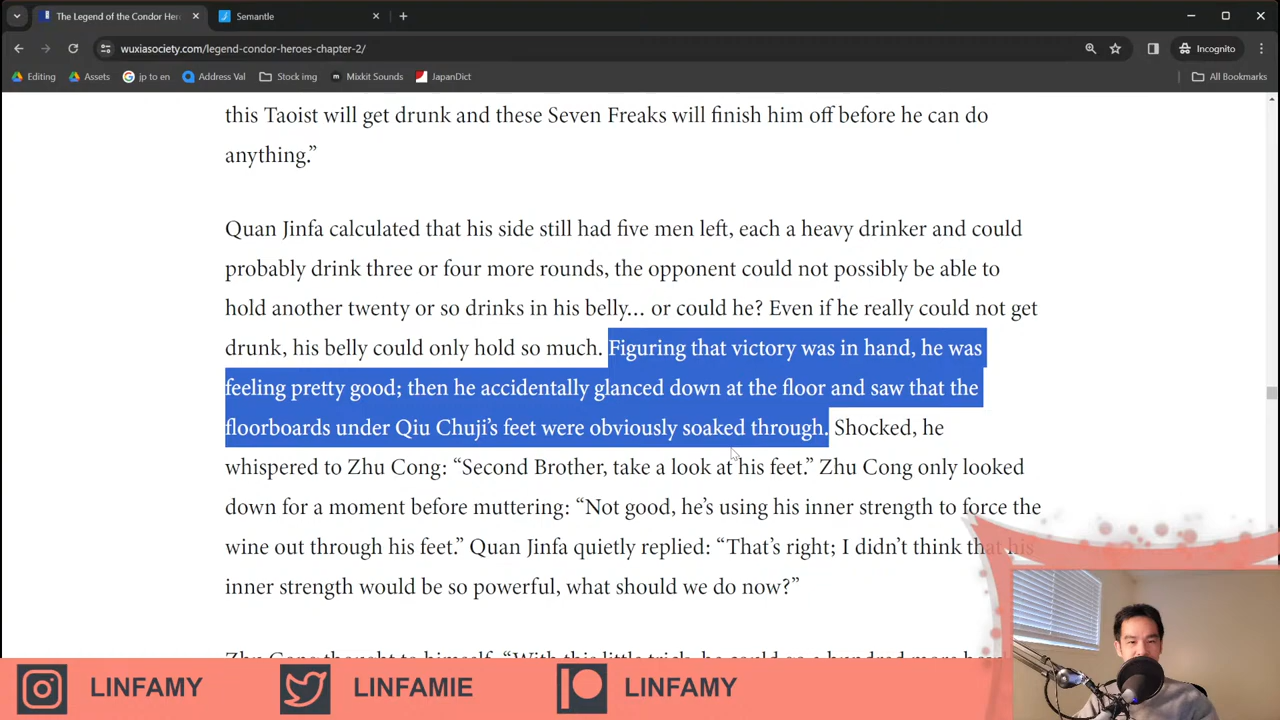 The Legend of the Condor Her
Semantle
wuxiasociety.com/legend-condor-heroes-chapter-2/
Incognito
Editing
Assets
jp to en
Address Val
Stock img
Mixkit Sounds
JapanDict
All Bookmarks
this Taoist will get drunk and these Seven Freaks will finish him off before he can do
anything.”
Quan Jinfa calculated that his side still had five men left, each a heavy drinker and could
probably drink three or four more rounds, the opponent could not possibly be able to
hold another twenty or so drinks in his belly… or could he? Even if he really could not get
drunk, his belly could only hold so much. Figuring that victory was in hand, he was
feeling pretty good; then he accidentally glanced down at the floor and saw that the
floorboards under Qiu Chuji’s feet were obviously soaked through. Shocked, he
whispered to Zhu Cong: “Second Brother, take a look at his feet.” Zhu Cong only looked
down for a moment before muttering: “Not good, he’s using his inner strength to force the
wine out through his feet.” Quan Jinfa quietly replied: “That’s right; I didn’t think that his
inner strength would be so powerful, what should we do now?”
LINFAMY
LINFAMIE
LINFAMY